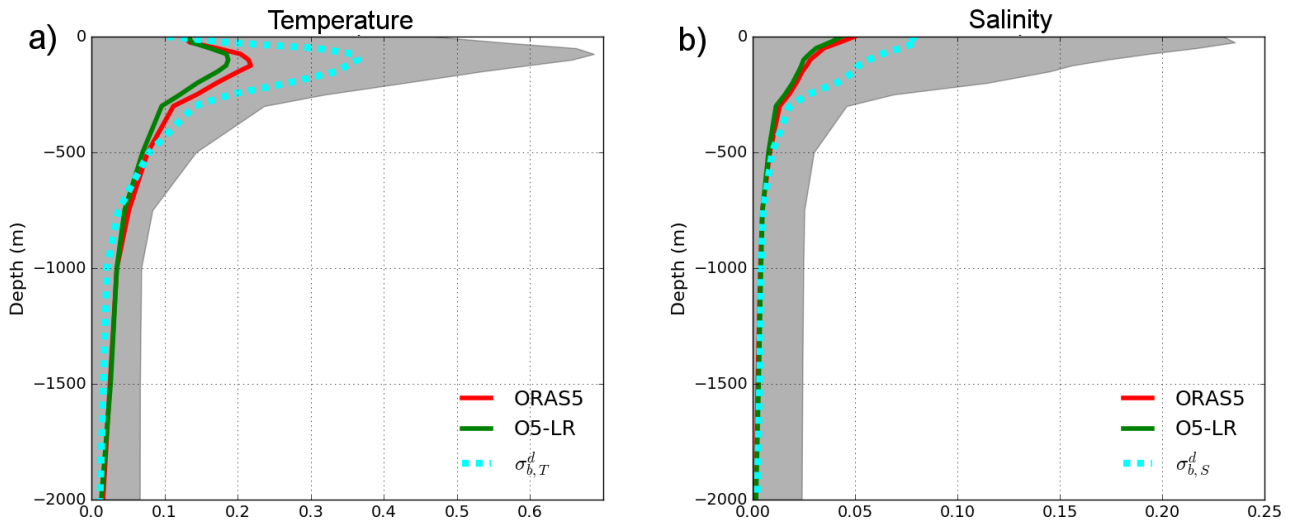 a)
Temperature
0
−500
−1000
−1500
−2000
Depth (m)
0.0 0.1 0.2 0.3 0.4 0.5 0.6
ORAS5
O5-LR
σᵈ_b,T
b)
Salinity
0
−500
−1000
−1500
−2000
Depth (m)
0.00 0.05 0.10 0.15 0.20 0.25
ORAS5
O5-LR
σᵈ_b,S